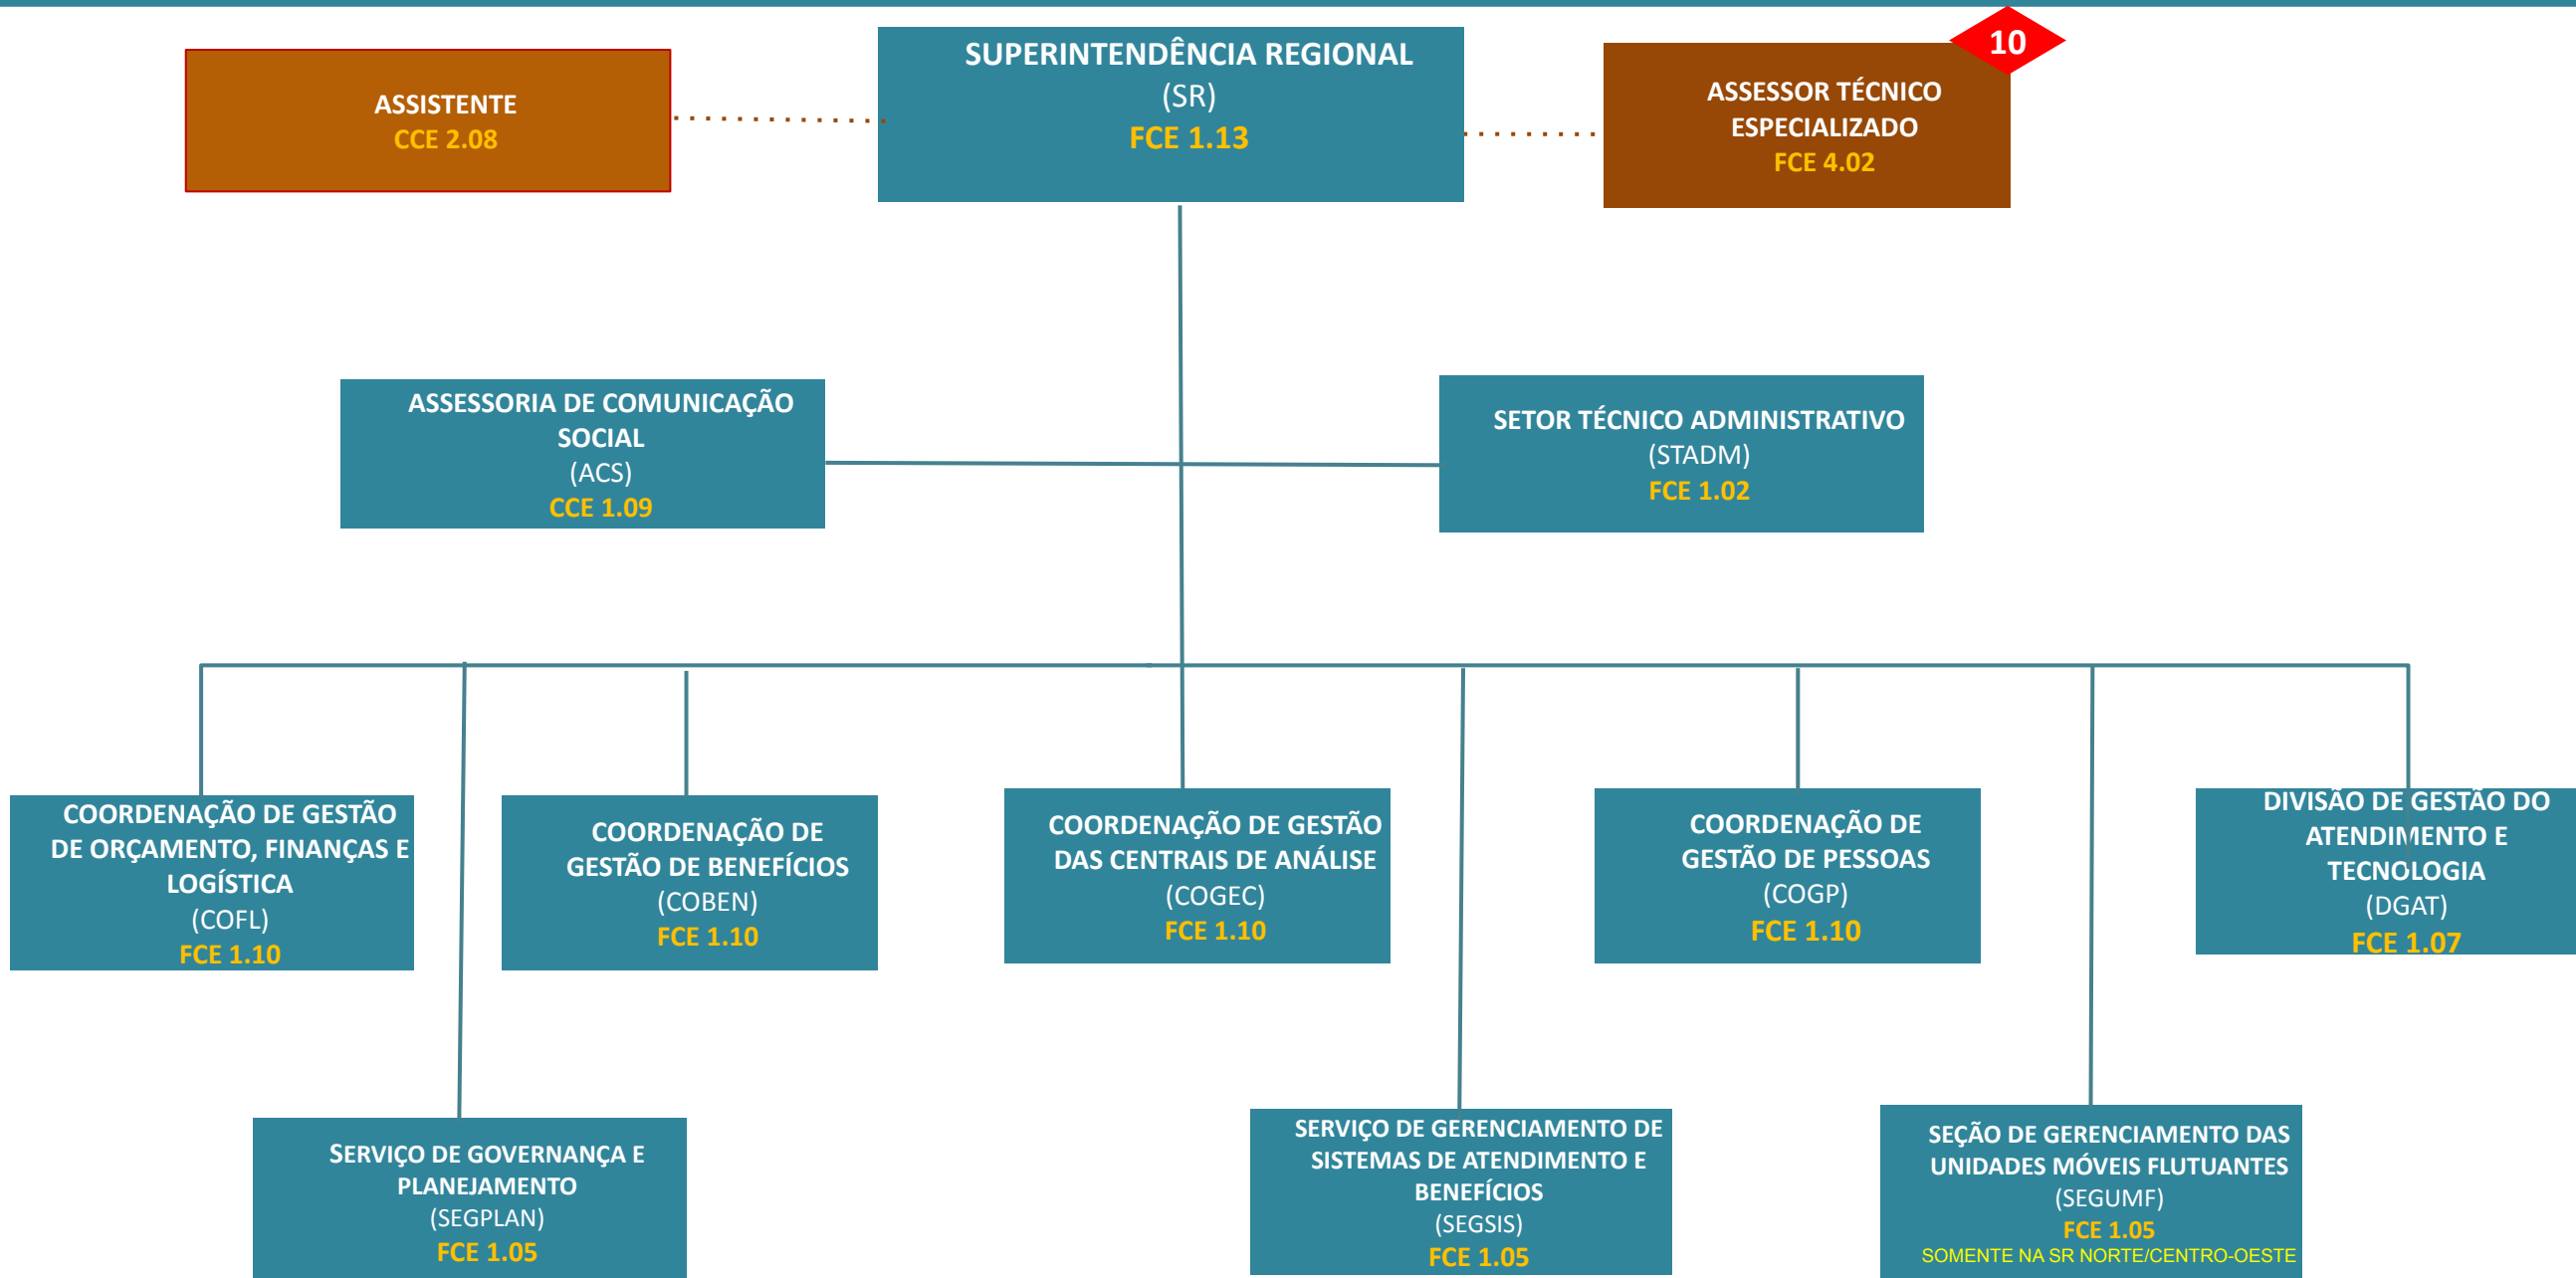 ASSISTENTE
CCE 2.08
SUPERINTENDÊNCIA REGIONAL
(SR)
FCE 1.13
10
ASSESSOR TÉCNICO
ESPECIALIZADO
FCE 4.02
ASSESSORIA DE COMUNICAÇÃO
SOCIAL
(ACS)
CCE 1.09
SETOR TÉCNICO ADMINISTRATIVO
(STADM)
FCE 1.02
COORDENAÇÃO DE GESTÃO
DE ORÇAMENTO, FINANÇAS E
LOGÍSTICA
(COFL)
FCE 1.10
COORDENAÇÃO DE
GESTÃO DE BENEFÍCIOS
(COBEN)
FCE 1.10
COORDENAÇÃO DE GESTÃO
DAS CENTRAIS DE ANÁLISE
(COGEC)
FCE 1.10
COORDENAÇÃO DE
GESTÃO DE PESSOAS
(COGP)
FCE 1.10
DIVISÃO DE GESTÃO DO
ATENDIMENTO E
TECNOLOGIA
(DGAT)
FCE 1.07
SERVIÇO DE GOVERNANÇA E
PLANEJAMENTO
(SEGPLAN)
FCE 1.05
SERVIÇO DE GERENCIAMENTO DE
SISTEMAS DE ATENDIMENTO E
BENEFÍCIOS
(SEGSIS)
FCE 1.05
SEÇÃO DE GERENCIAMENTO DAS
UNIDADES MÓVEIS FLUTUANTES
(SEGUMF)
FCE 1.05
SOMENTE NA SR NORTE/CENTRO-OESTE